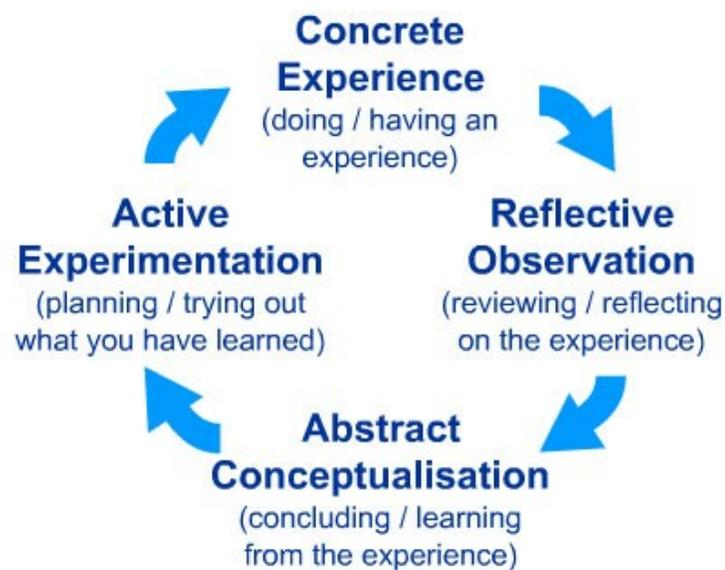 Concrete
Experience
(doing / having an
experience)
Reflective
Observation
(reviewing / reflecting
on the experience)
Abstract
Conceptualisation
(concluding / learning
from the experience)
Active
Experimentation
(planning / trying out
what you have learned)